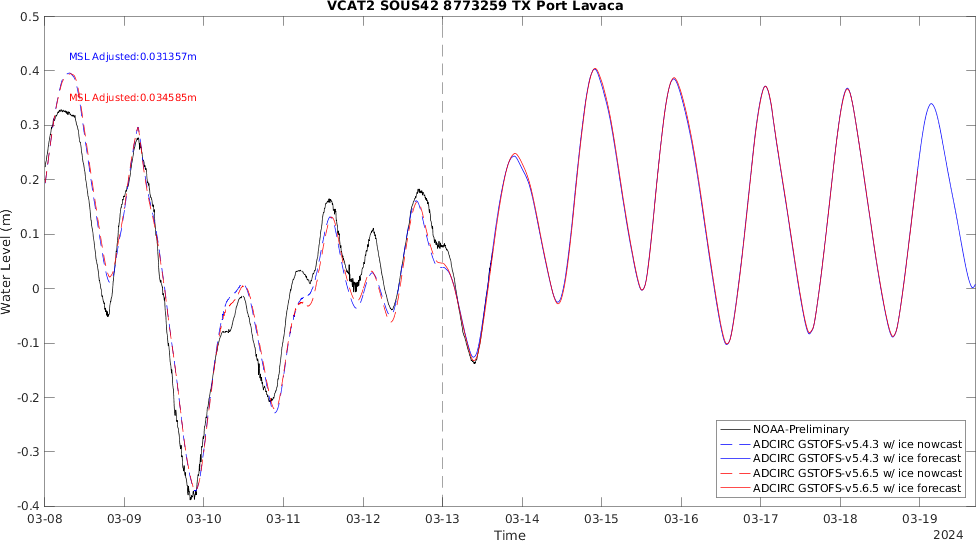 VCAT2 SOUS42 8773259 TX Port Lavaca
0.5
MSL Adjusted:0.031357m
0.4
MSL Adjusted:0.034585m
0.3
0.2
0.1
0
-0.1
-0.2
-0.3
-0.4
Water Level (m)
NOAA-Preliminary
ADCIRC GSTOFS-v5.4.3 w/ ice nowcast
ADCIRC GSTOFS-v5.4.3 w/ ice forecast
ADCIRC GSTOFS-v5.6.5 w/ ice nowcast
ADCIRC GSTOFS-v5.6.5 w/ ice forecast
03-08 03-09 03-10 03-11 03-12 03-13 03-14 03-15 03-16 03-17 03-18 03-19
Time
2024